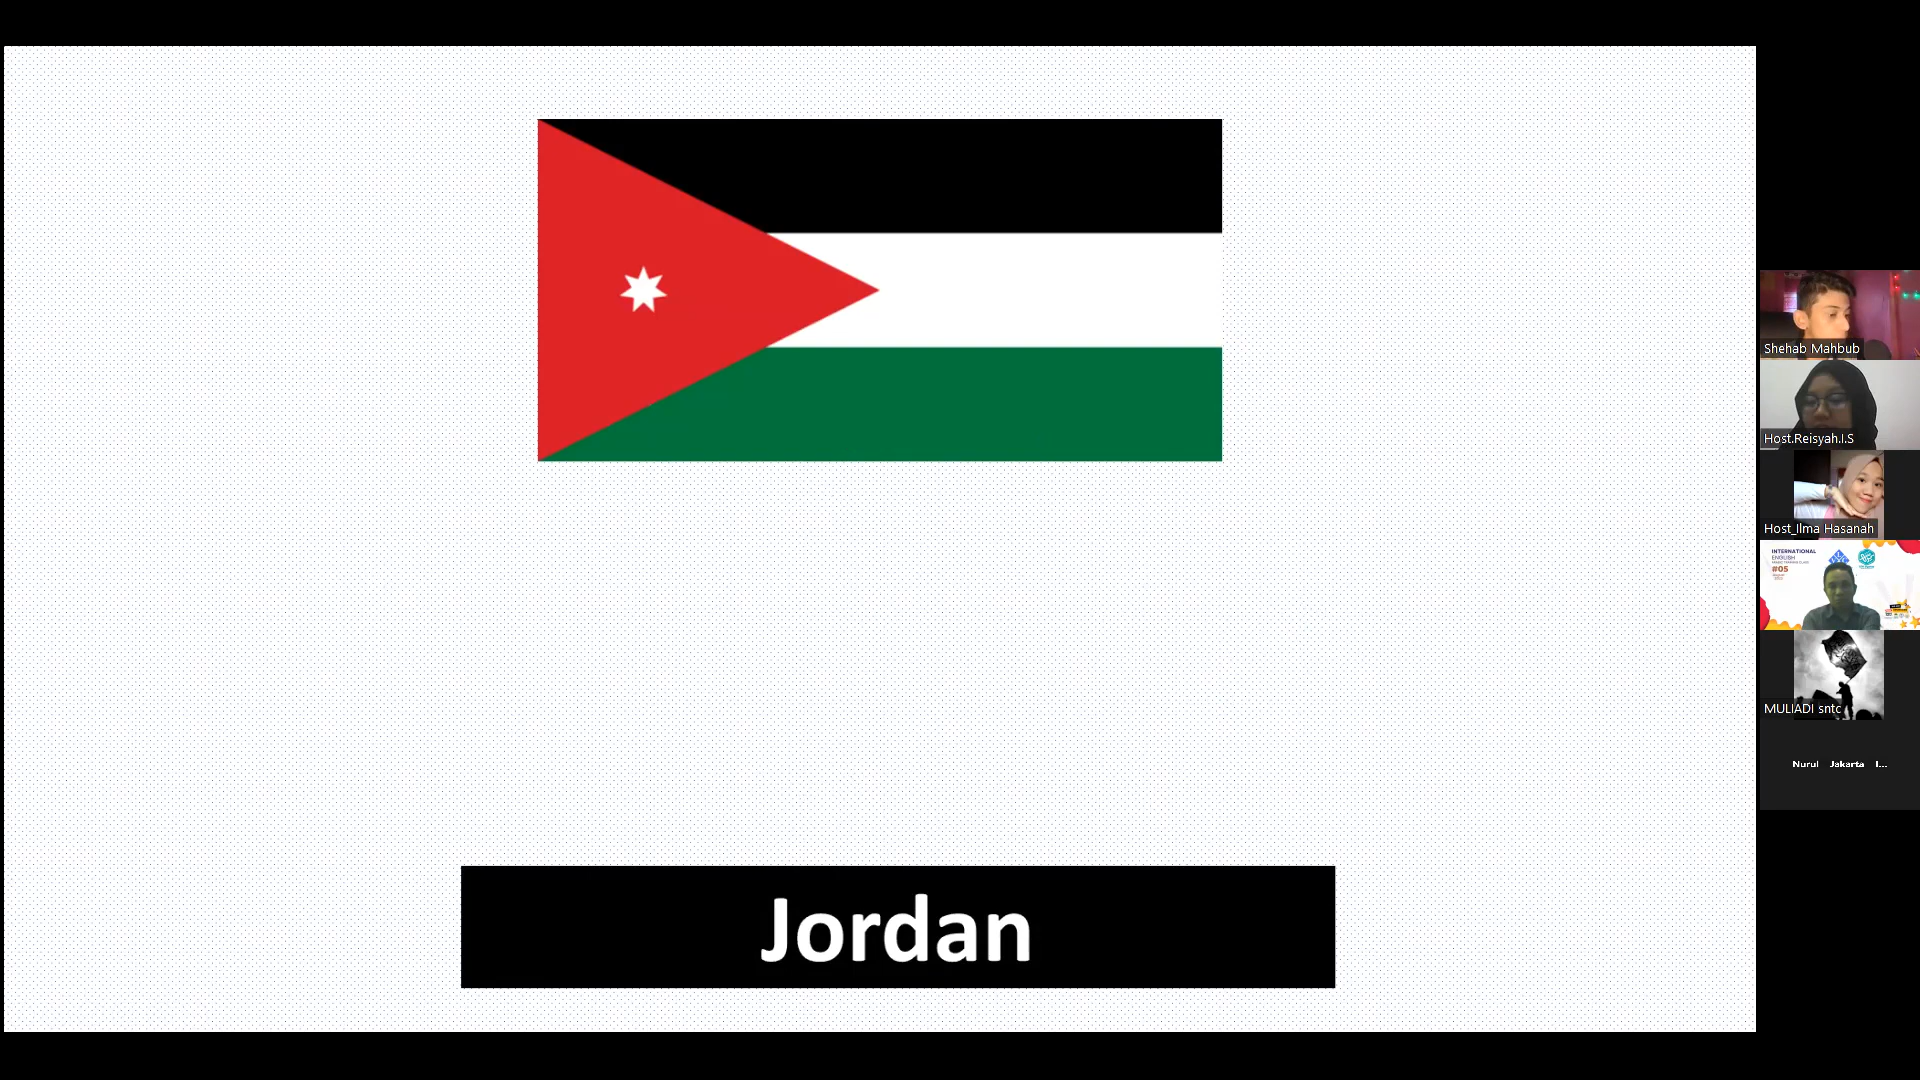 Jordan
Shehab Mahbub
Host.Reisyah.I.S
Host_Ilma Hasanah
INTERNATIONAL
ENGLISH
#05
MULIADI sntc
Nurul Jakarta I...